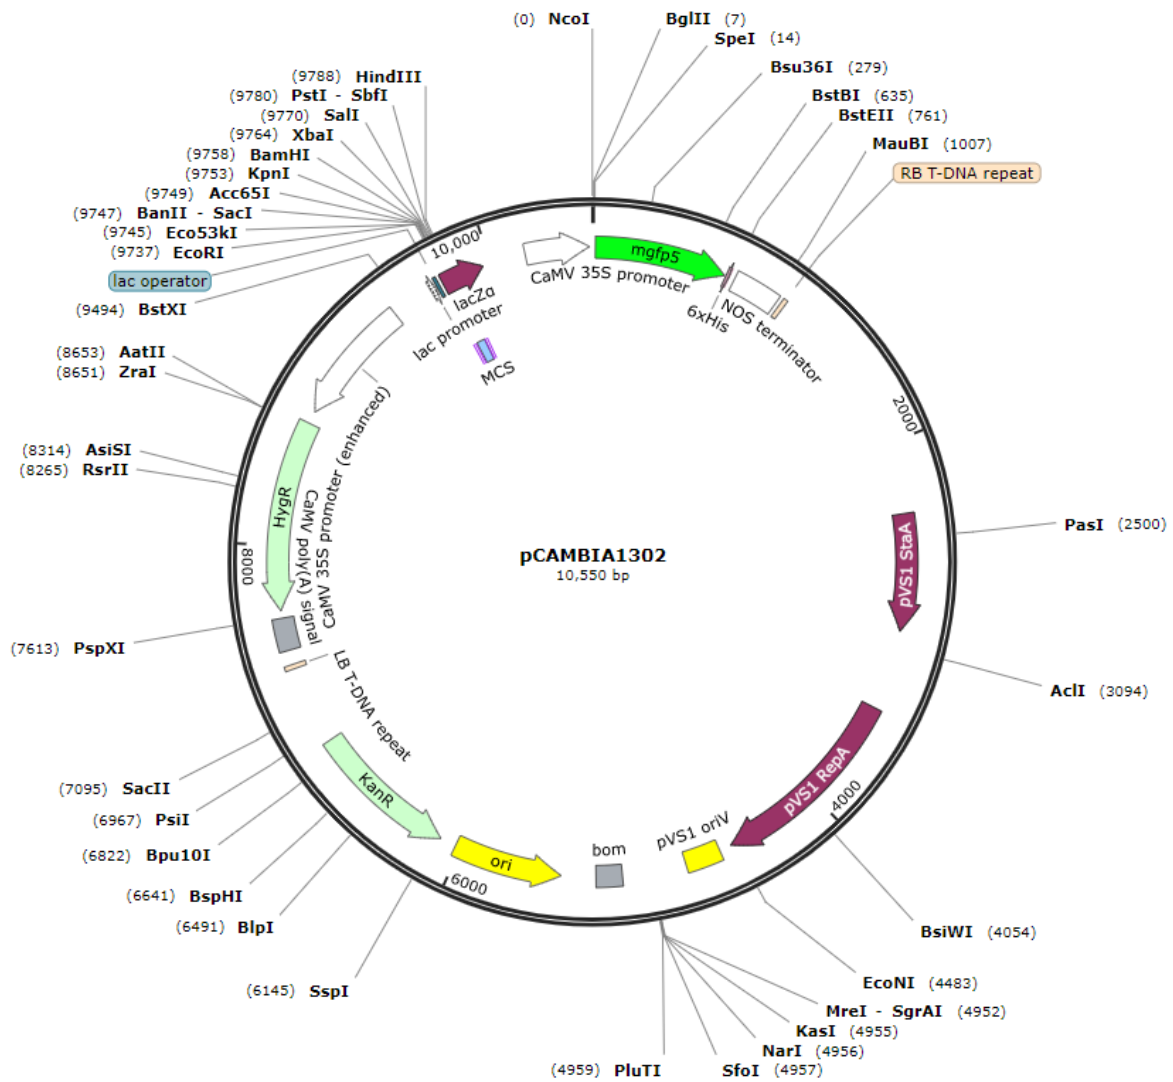 (0) NcoI
BglII (7)
SpeI (14)
Bsu36I (279)
BstBI (635)
BstEII (761)
MauBI (1007)
RB T-DNA repeat
(9788) HindIII
(9780) PstI - SbfI
(9770) SalI
(9764) XbaI
(9758) BamHI
(9753) KpnI
(9749) Acc65I
(9747) BanII - SacI
(9745) Eco53kI
(9737) EcoRI
lac operator
(9494) BstXI
(8653) AatII
(8651) ZraI
(8314) AsiSI
(8265) RsrII
(7613) PspXI
(7095) SacII
(6967) PsiI
(6822) Bpu10I
(6641) BspHI
(6491) BlpI
(6145) SspI
10,000
mgfp5
CaMV 35S promoter
6xHis
NOS terminator
lacZα
lac promoter
MCS
2000
PasI (2500)
pVS1 StaA
AclI (3094)
pVS1 RepA
4000
BsiWI (4054)
EcoNI (4483)
MreI - SgrAI (4952)
KasI (4955)
NarI (4956)
SfoI (4957)
(4959) PluTI
pVS1 oriV
bom
ori
6000
KanR
LB T-DNA repeat
CaMV poly(A) signal
CaMV 35S promoter (enhanced)
HygR
8000
pCAMBIA1302
10,550 bp